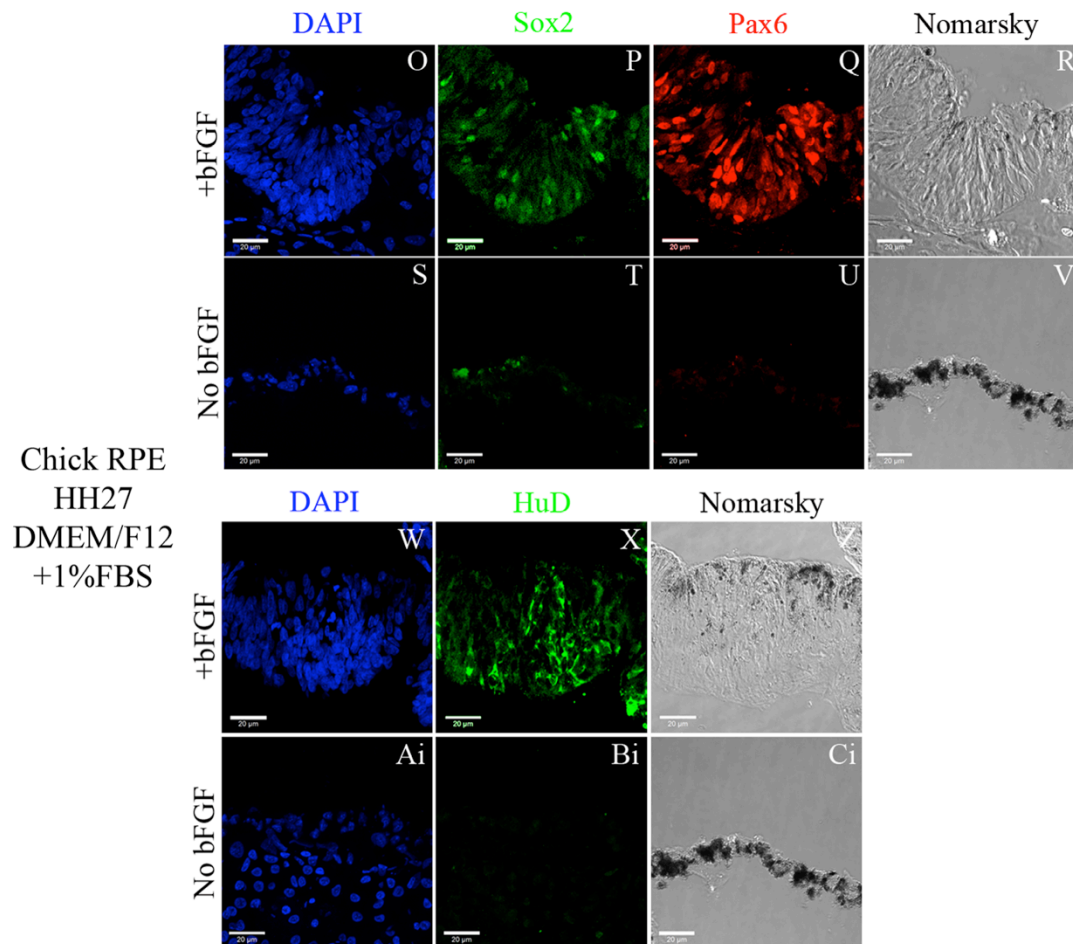 DAPI Sox2 Pax6 Nomarsky
+bFGF
O P Q R
20 µm 20 µm 20 µm 20 µm
No bFGF
S T U V
20 µm 20 µm 20 µm 20 µm
Chick RPE
HH27
DMEM/F12
+1%FBS
DAPI HuD Nomarsky
+bFGF
W X
20 µm 20 µm 20 µm
No bFGF
Ai Bi Ci
20 µm 20 µm 20 µm